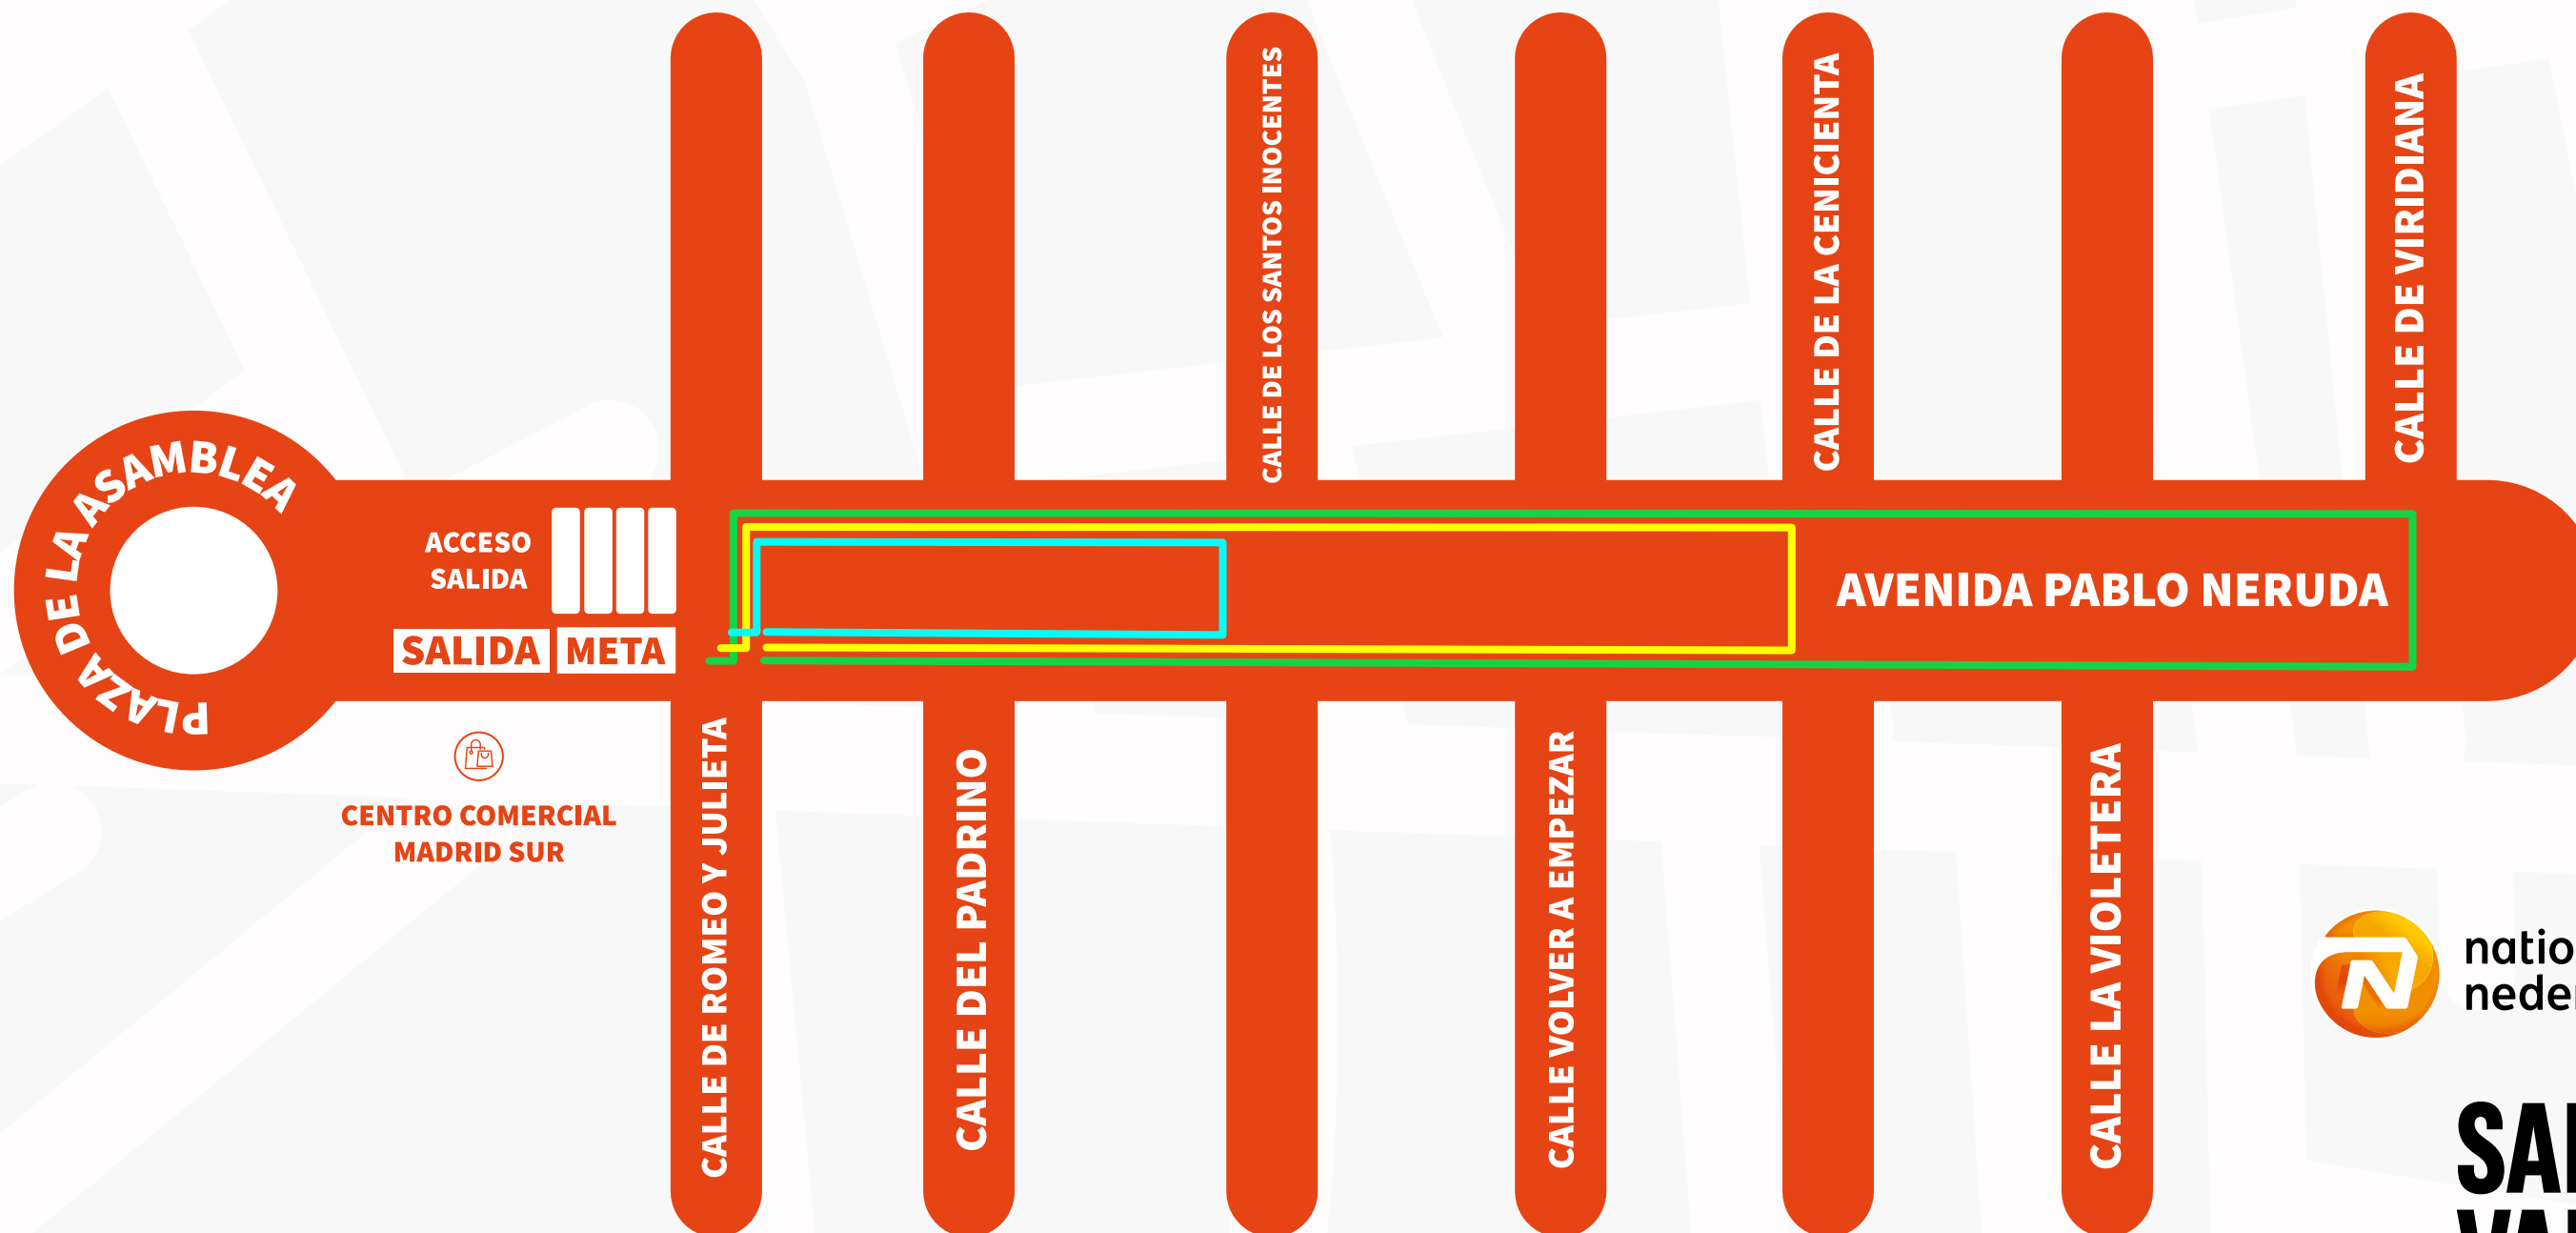 CALLE DE LOS SANTOS INOCENTES
CALLE DE LA CENICIENTA
CALLE DE VIRIDIANA
PLAZA DE LA ASAMBLEA
ACCESO
SALIDA
SALIDA
META
AVENIDA PABLO NERUDA
CENTRO COMERCIAL
MADRID SUR
CALLE DE ROMEO Y JULIETA
CALLE DEL PADRINO
CALLE VOLVER A EMPEZAR
CALLE LA VIOLETERA